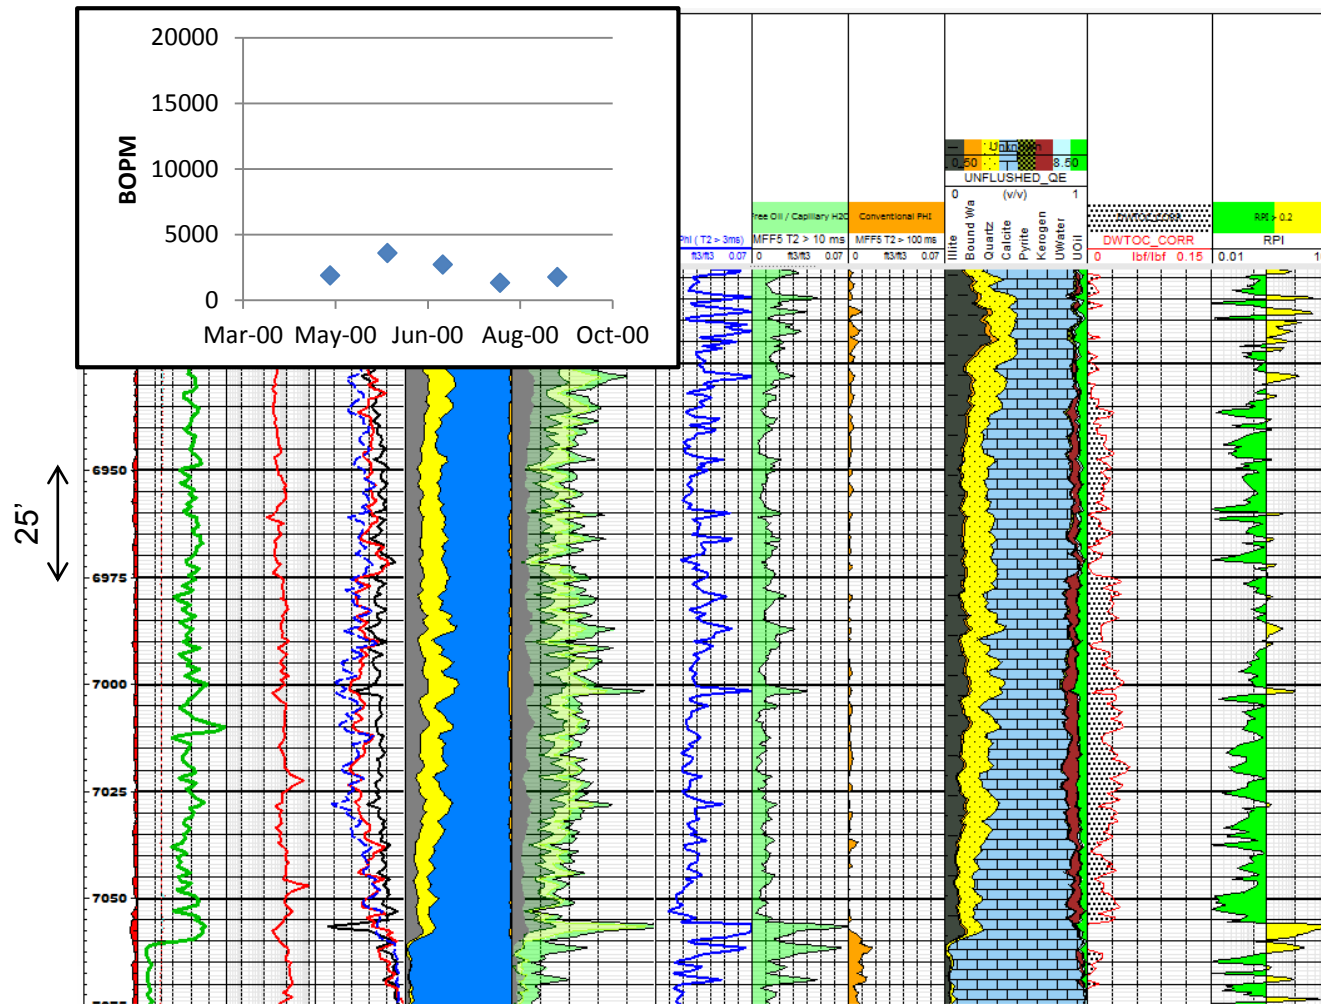 20000
15000
10000
5000
0
BOPM
Mar-00 May-00 Jun-00 Aug-00 Oct-00
0.50 8.50
UNFLUSHED_QE
0 (v/v) 1
Illite
Bound Wa
Quartz
Calcite
Pyrite
Kerogen
UWater
UOil
Phi ( T2 > 3ms)
ft3/ft3 0.07
ree Oil / Capillary H2O
MFF5 T2 > 10 ms
0 ft3/ft3 0.07
Conventional PHI
MFF5 T2 > 100 ms
0 ft3/ft3 0.07
DWTOC_CORR
DWTOC_CORR
0 lbf/lbf 0.15
RPI > 0.2
RPI
0.01
25'
6950
6975
7000
7025
7050